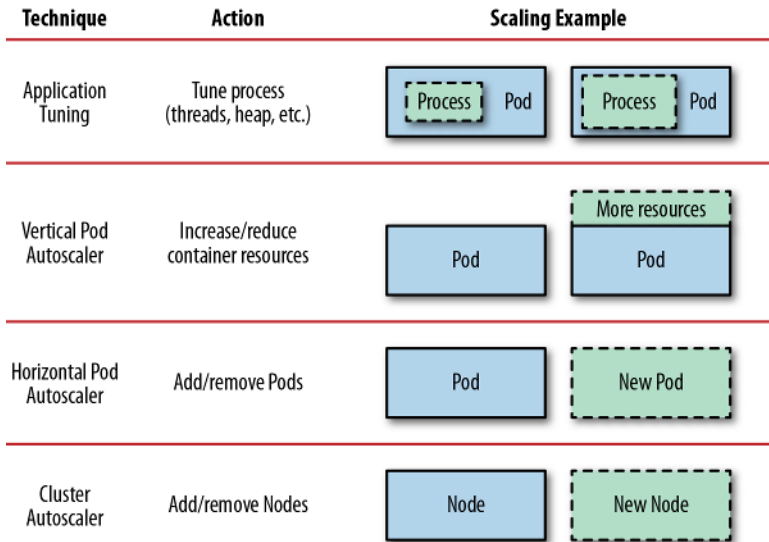 Technique Action Scaling Example
Application
Tuning
Tune process
(threads, heap, etc.)
Process Pod
Process Pod
Vertical Pod
Autoscaler
Increase/reduce
container resources
Pod
More resources
Pod
Horizontal Pod
Autoscaler
Add/remove Pods
Pod
New Pod
Cluster
Autoscaler
Add/remove Nodes
Node
New Node